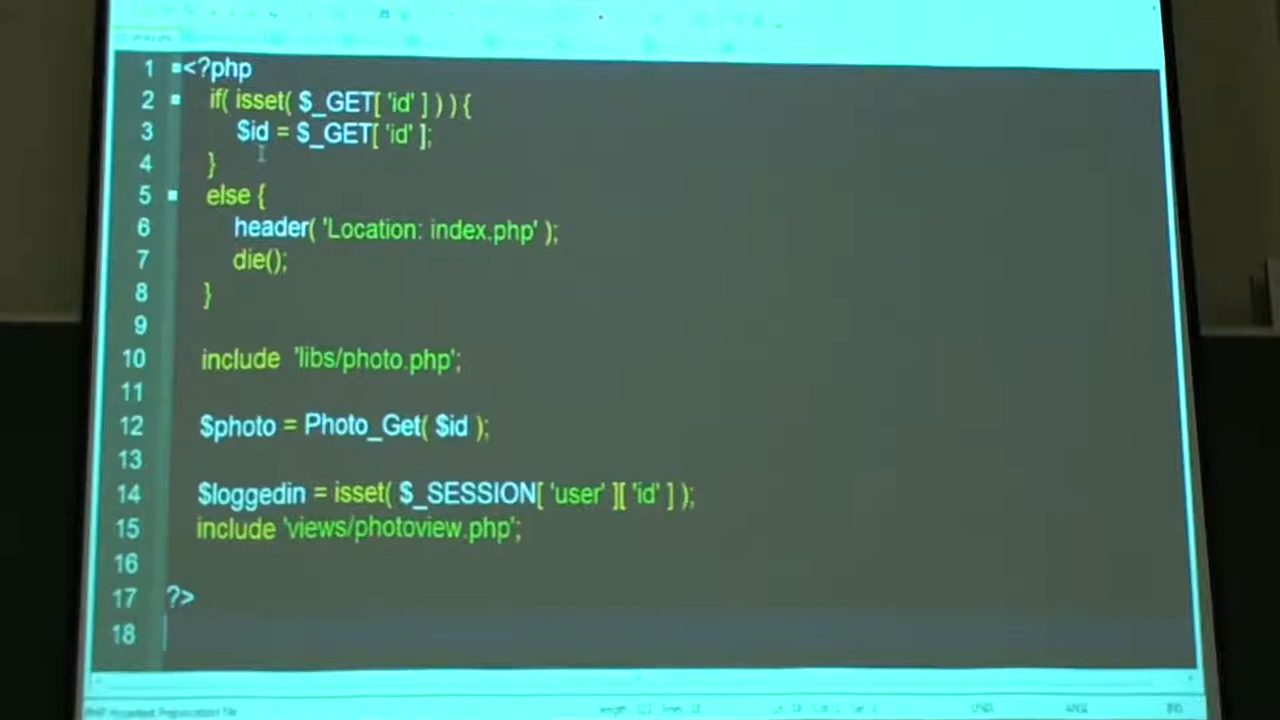 1 <?php
2 if( isset( $_GET[ 'id' ] ) ) {
3 $id = $_GET[ 'id' ];
4 }
5 else {
6 header( 'Location: index.php' );
7 die();
8 }
9
10 include 'libs/photo.php';
11
12 $photo = Photo_Get( $id );
13
14 $loggedin = isset( $_SESSION[ 'user' ][ 'id' ] );
15 include 'views/photoview.php';
16
17 ?>
18